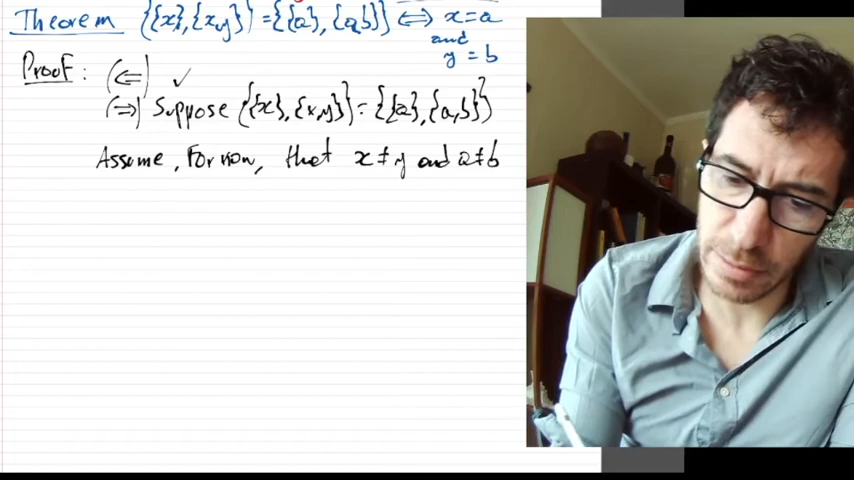 Theorem {{x},{x,y}} = {{a},{a,b}} ⇔ x=a
and
y = b
Proof: (⇐) ✓
(⇒) Suppose {{x},{x,y}} = {{a},{a,b}}
Assume, for now, that x≠y and a≠b